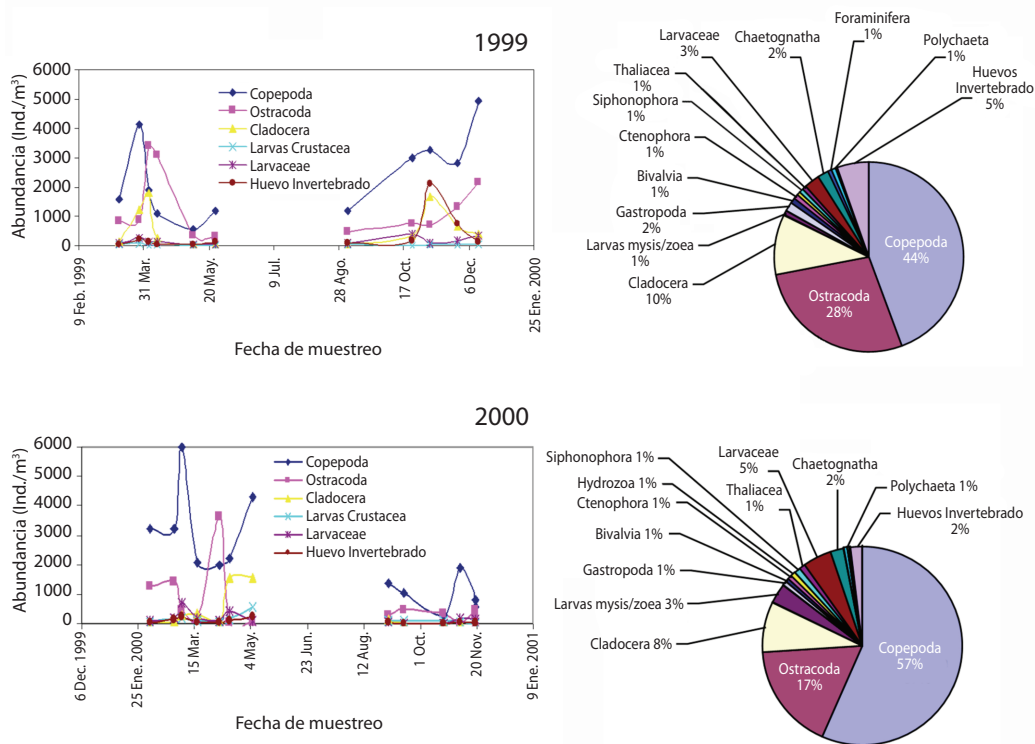 1999
Abundancia (Ind./m³)
6000
5000
4000
3000
2000
1000
0
Copepoda
Ostracoda
Cladocera
Larvas Crustacea
Larvaceae
Huevo Invertebrado
9 Feb. 1999
31 Mar.
20 May.
9 Jul.
28 Ago.
17 Oct.
6 Dec.
25 Ene. 2000
Fecha de muestreo
Foraminifera
1%
Larvaceae
3%
Chaetognatha
2%
Polychaeta
1%
Thaliacea
1%
Huevos
Invertebrado
5%
Siphonophora
1%
Ctenophora
1%
Bivalvia
1%
Gastropoda
2%
Larvas mysis/zoea
1%
Cladocera
10%
Copepoda
44%
Ostracoda
28%
2000
Abundancia (Ind./m³)
6000
5000
4000
3000
2000
1000
0
Copepoda
Ostracoda
Cladocera
Larvas Crustacea
Larvaceae
Huevo Invertebrado
6 Dec. 1999
25 Ene. 2000
15 Mar.
4 May.
23 Jun.
12 Aug.
1 Oct.
20 Nov.
9 Ene. 2001
Fecha de muestreo
Siphonophora 1%
Larvaceae
5%
Chaetognatha
2%
Hydrozoa 1%
Thaliacea
1%
Polychaeta 1%
Ctenophora 1%
Huevos Invertebrado
2%
Bivalvia 1%
Gastropoda 1%
Larvas mysis/zoea 3%
Cladocera 8%
Copepoda
57%
Ostracoda
17%